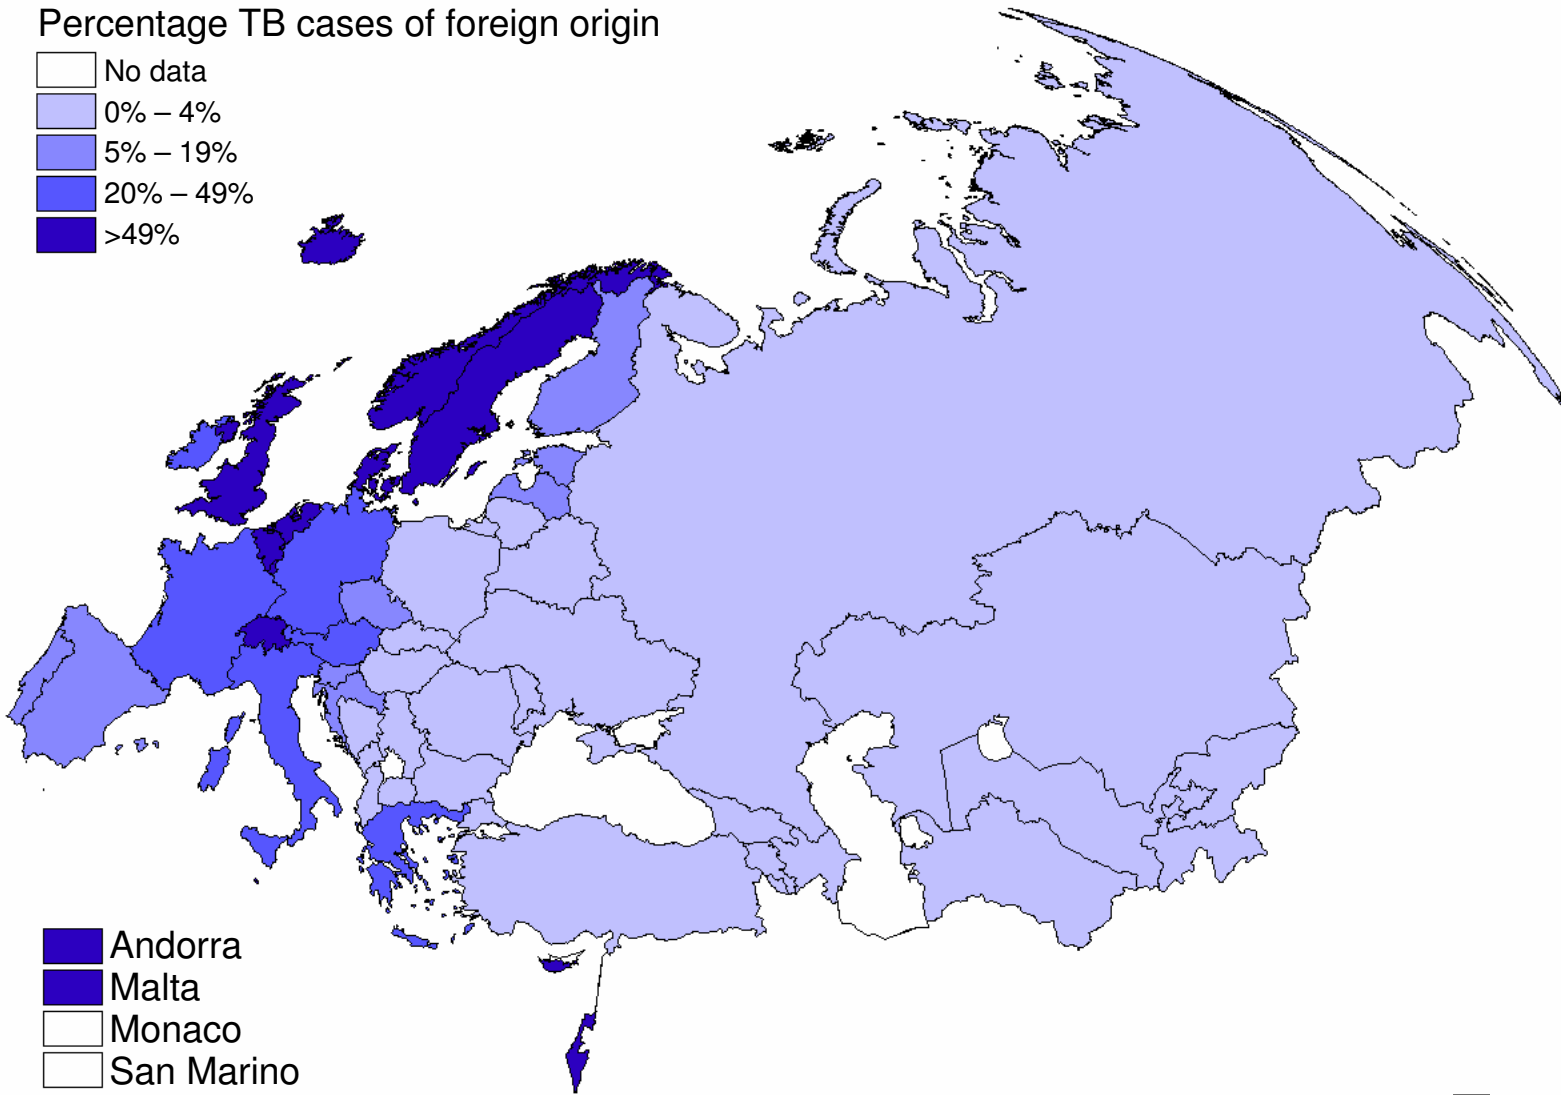 Percentage TB cases of foreign origin
No data
0% – 4%
5% – 19%
20% – 49%
>49%
Andorra
Malta
Monaco
San Marino